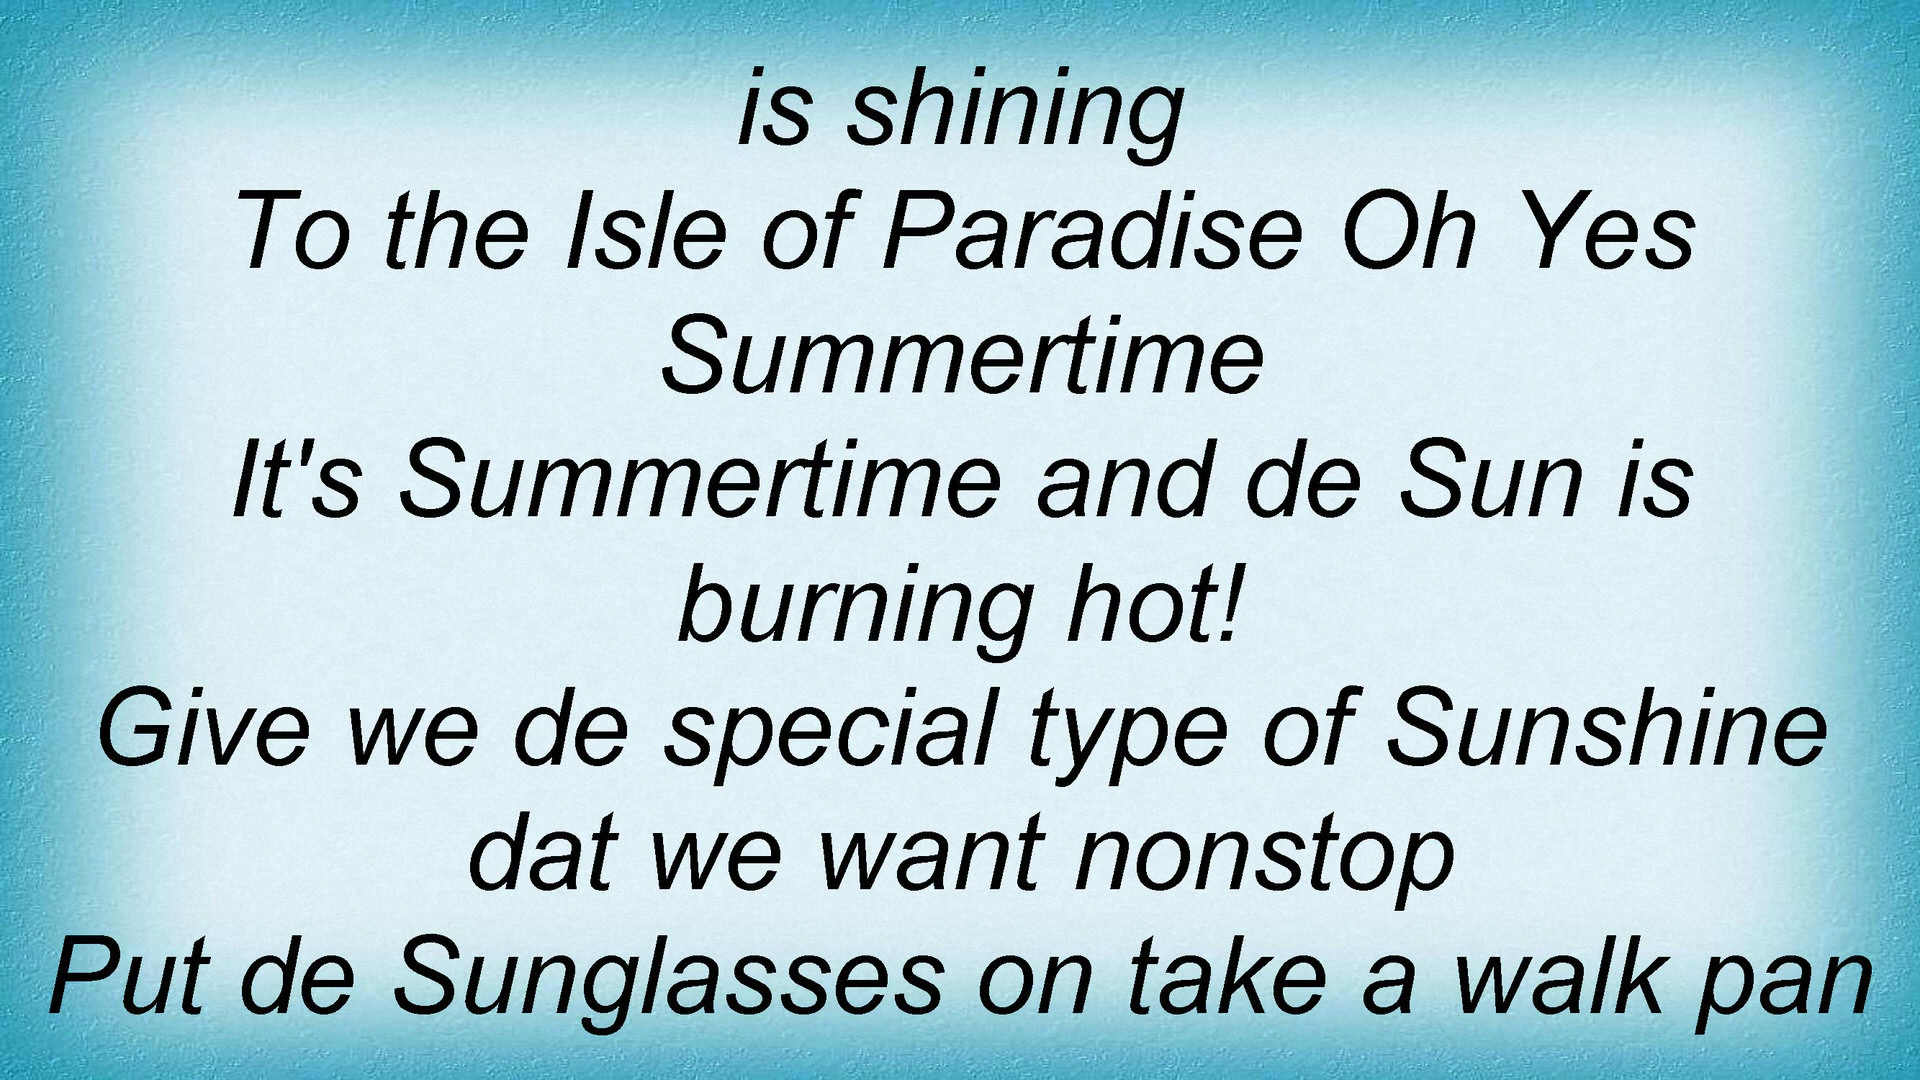 is shining
To the Isle of Paradise Oh Yes
Summertime
It's Summertime and de Sun is
burning hot!
Give we de special type of Sunshine
dat we want nonstop
Put de Sunglasses on take a walk pan